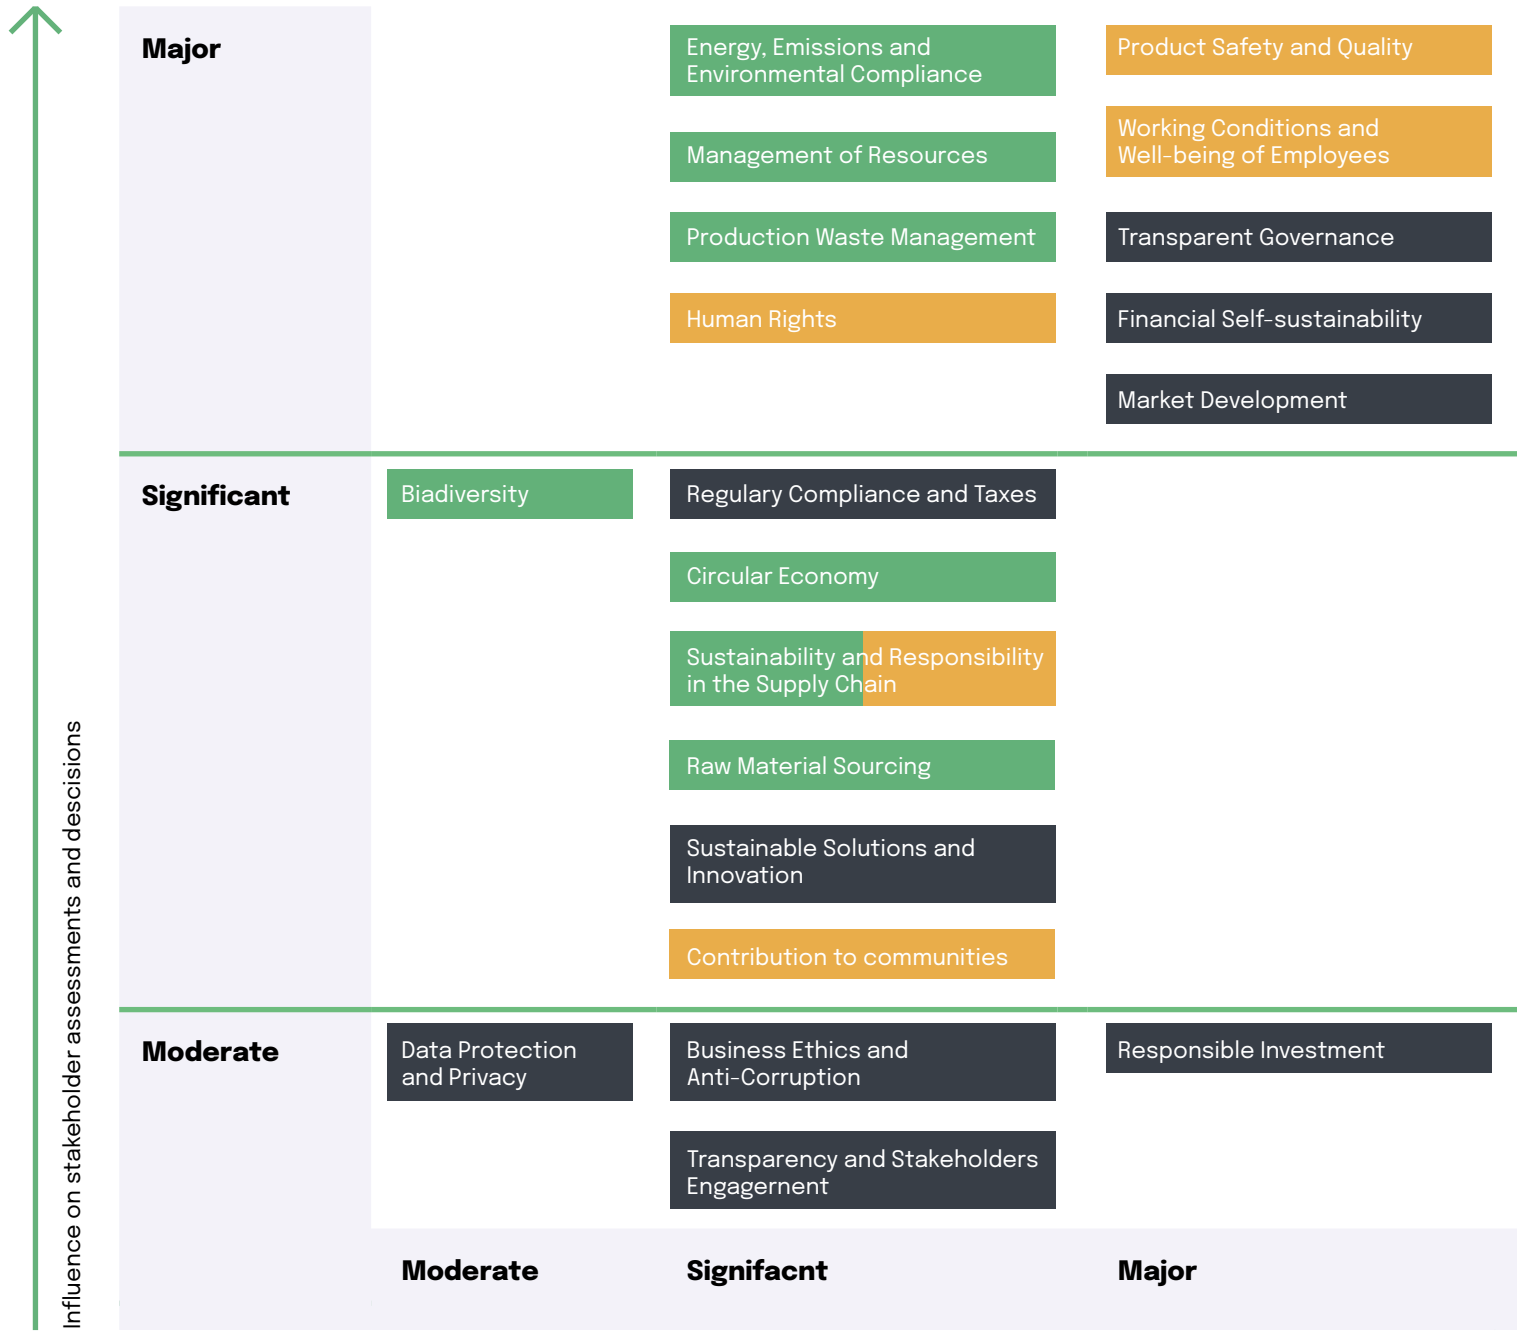 Major
Energy, Emissions and
Environmental Compliance
Product Safety and Quality
Working Conditions and
Well-being of Employees
Management of Resources
Production Waste Management
Transparent Governance
Human Rights
Financial Self-sustainability
Market Development
Significant
Biadiversity
Regulary Compliance and Taxes
Circular Economy
Sustainability and Responsibility
in the Supply Chain
Raw Material Sourcing
Sustainable Solutions and
Innovation
Contribution to communities
Moderate
Data Protection
and Privacy
Business Ethics and
Anti-Corruption
Responsible Investment
Transparency and Stakeholders
Engagernent
Moderate
Signifacnt
Major
Influence on stakeholder assessments and descisions